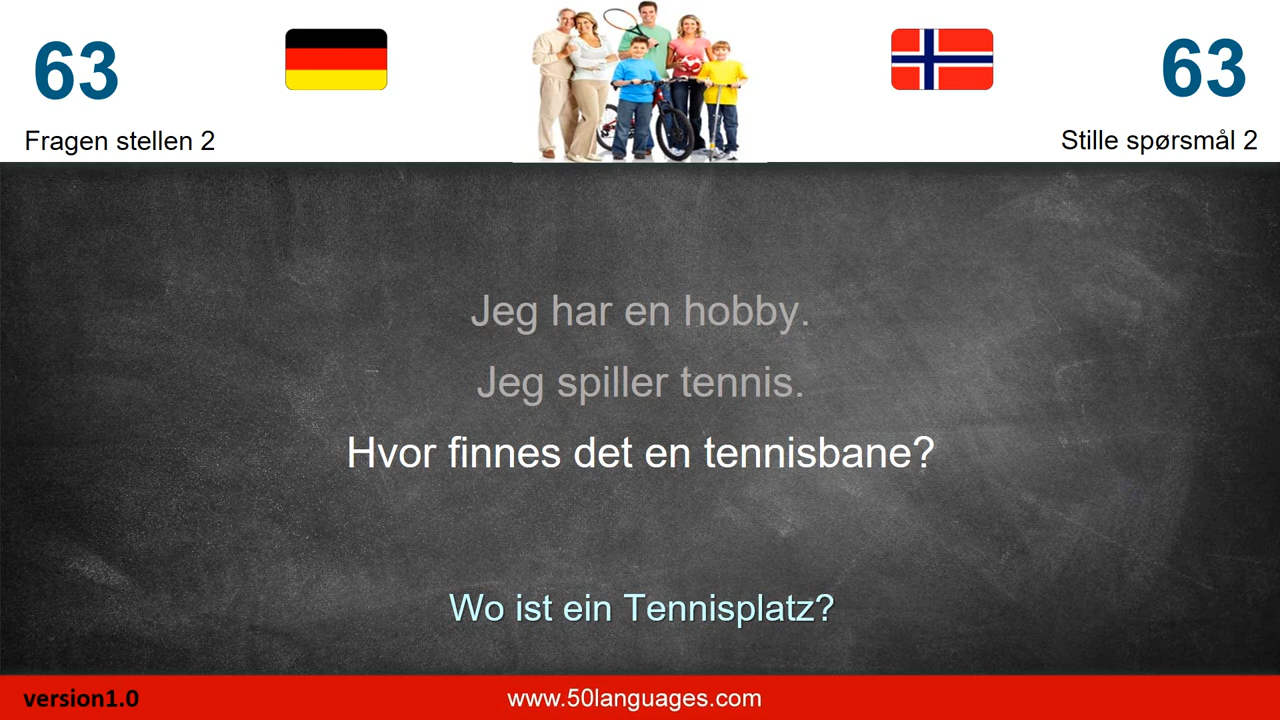 63
63
Fragen stellen 2
Stille spørsmål 2
Jeg har en hobby.
Jeg spiller tennis.
Hvor finnes det en tennisbane?
Wo ist ein Tennisplatz?
version1.0
www.50languages.com